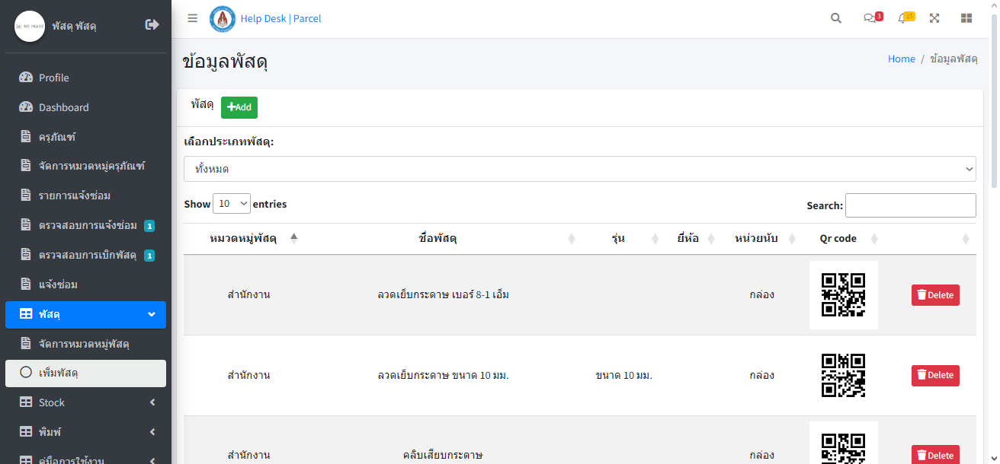 พัสดุ พัสดุ
Profile
Dashboard
ครุภัณฑ์
จัดการหมวดหมู่ครุภัณฑ์
รายการแจ้งซ่อม
ตรวจสอบการแจ้งซ่อม 1
ตรวจสอบการเบิกพัสดุ 1
แจ้งซ่อม
พัสดุ
จัดการหมวดหมู่พัสดุ
เพิ่มพัสดุ
Stock
พิมพ์
คู่มือการใช้งาน
Help Desk | Parcel
3
15
ข้อมูลพัสดุ
Home / ข้อมูลพัสดุ
พัสดุ Add
เลือกประเภทพัสดุ:
ทั้งหมด
Show 10 entries
Search:
หมวดหมู่พัสดุ ชื่อพัสดุ รุ่น ยี่ห้อ หน่วยนับ Qr code
สำนักงาน ลวดเย็บกระดาษ เบอร์ 8-1 เอ็ม กล่อง Delete
สำนักงาน ลวดเย็บกระดาษ ขนาด 10 มม. ขนาด 10 มม. กล่อง Delete
สำนักงาน คลิบเสียบกระดาษ กล่อง Delete